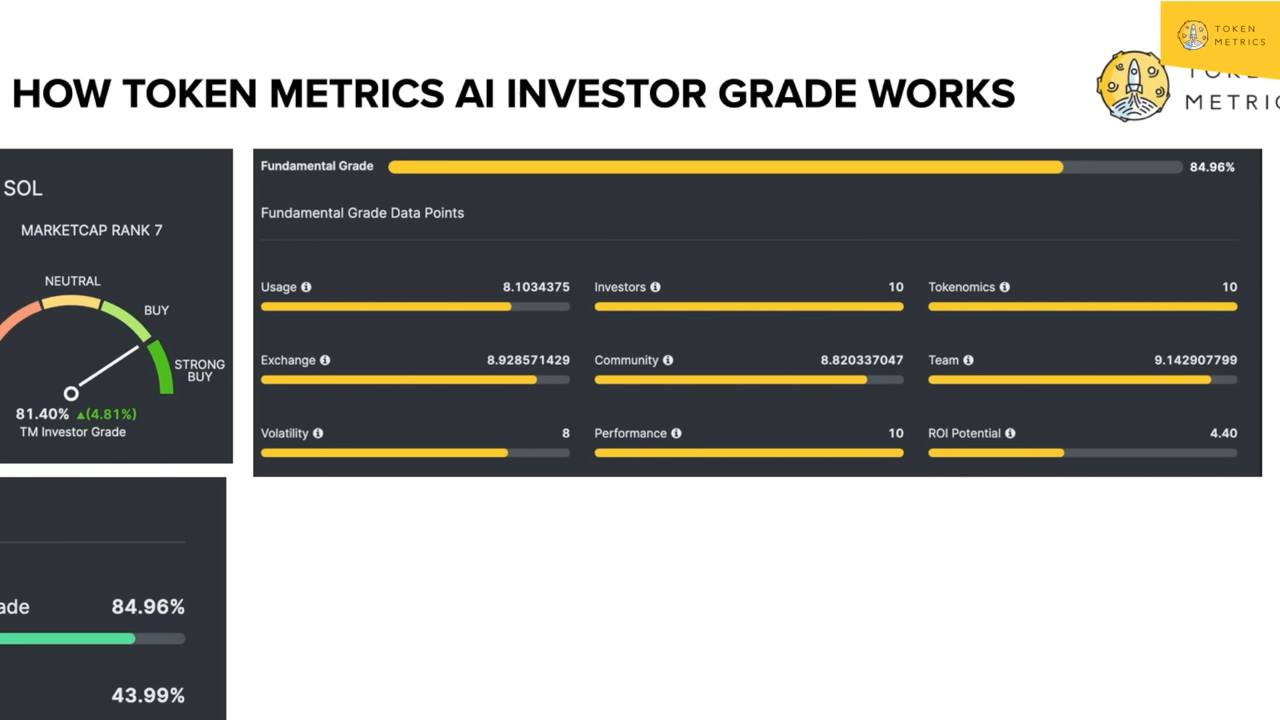 TOKEN
METRICS
HOW TOKEN METRICS AI INVESTOR GRADE WORKS
METRIC
SOL
MARKETCAP RANK 7
NEUTRAL
BUY
STRONG
BUY
81.40% ▲(4.81%)
TM Investor Grade
Fundamental Grade 84.96%
Fundamental Grade Data Points
Usage 8.1034375 Investors 10 Tokenomics 10
Exchange 8.928571429 Community 8.820337047 Team 9.142907799
Volatility 8 Performance 10 ROI Potential 4.40
ade 84.96%
43.99%